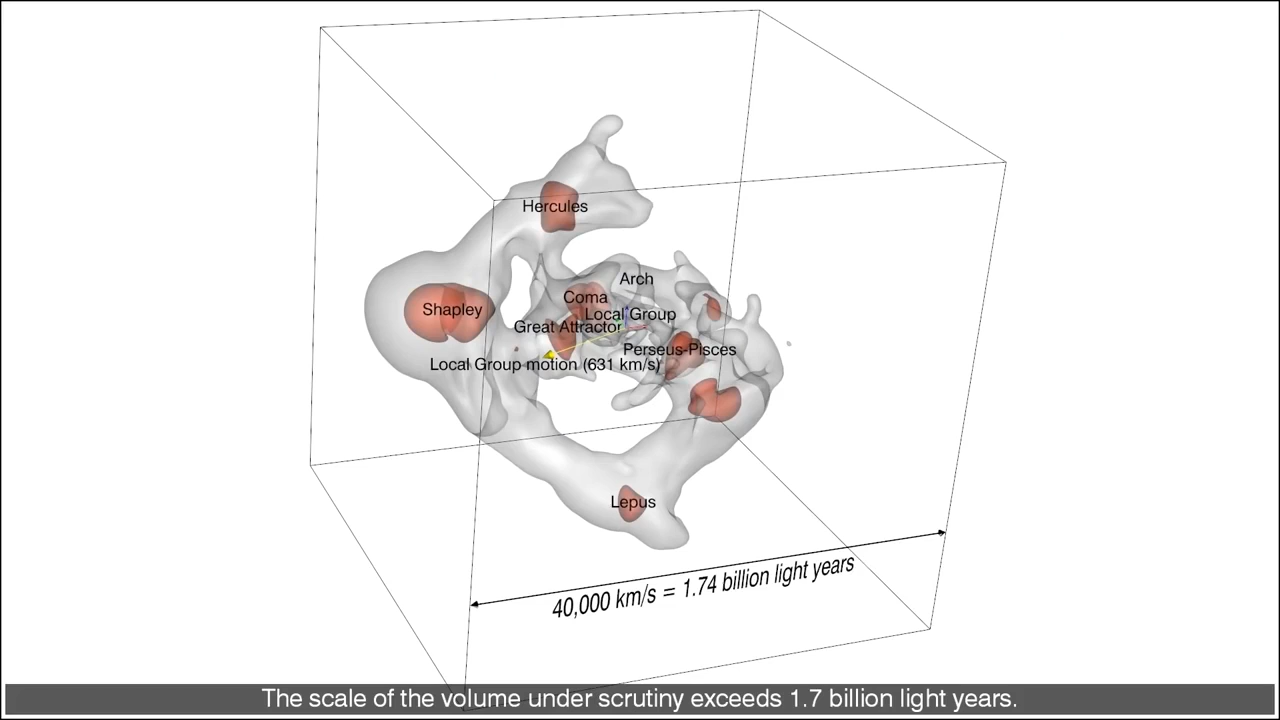 Hercules
Arch
Coma
Shapley
Local Group
Great Attractor
Perseus-Pisces
Local Group motion (631 km/s)
Lepus
40,000 km/s = 1.74 billion light years
The scale of the volume under scrutiny exceeds 1.7 billion light years.